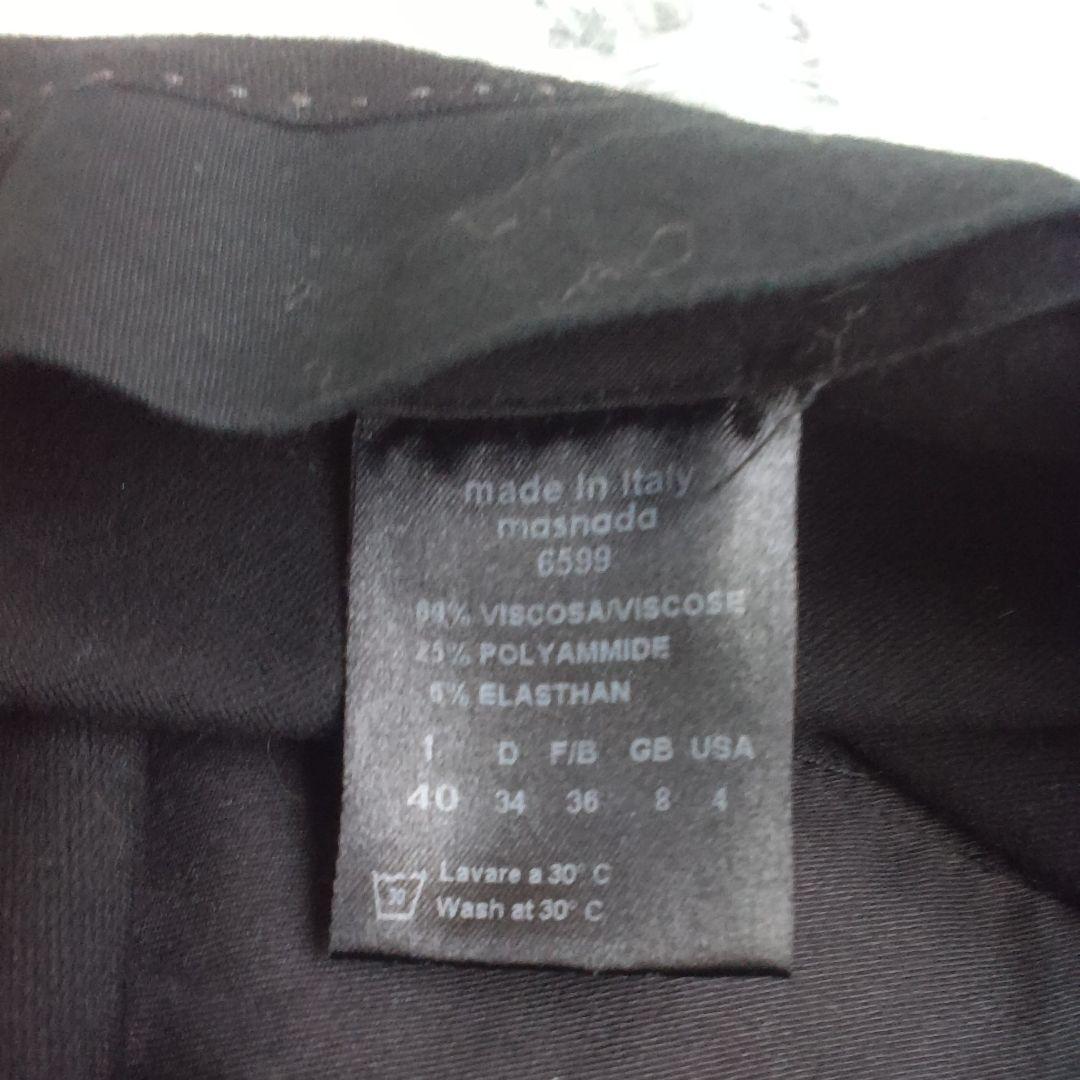 made in Italy
masnada
6599
69% VISCOSA/VISCOSE
25% POLYAMMIDE
6% ELASTHAN
I D F/B GB USA
40 34 36 8 4
30 Lavare a 30° C
Wash at 30° C